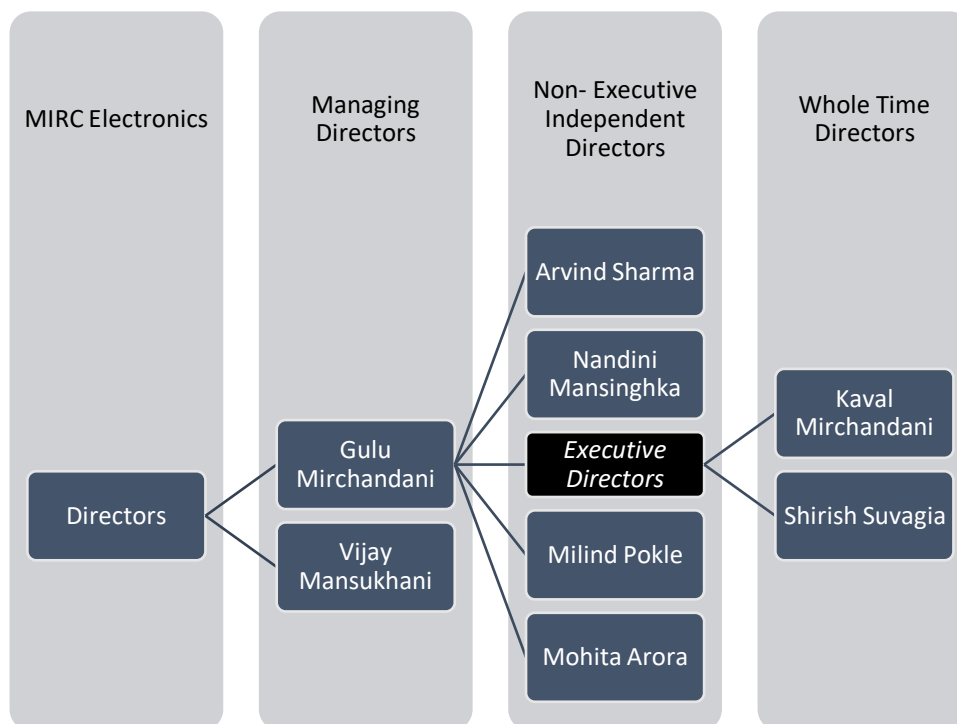 MIRC Electronics
Managing
Directors
Non- Executive
Independent
Directors
Whole Time
Directors
Directors
Gulu
Mirchandani
Vijay
Mansukhani
Arvind Sharma
Nandini
Mansinghka
Executive
Directors
Milind Pokle
Mohita Arora
Kaval
Mirchandani
Shirish Suvagia